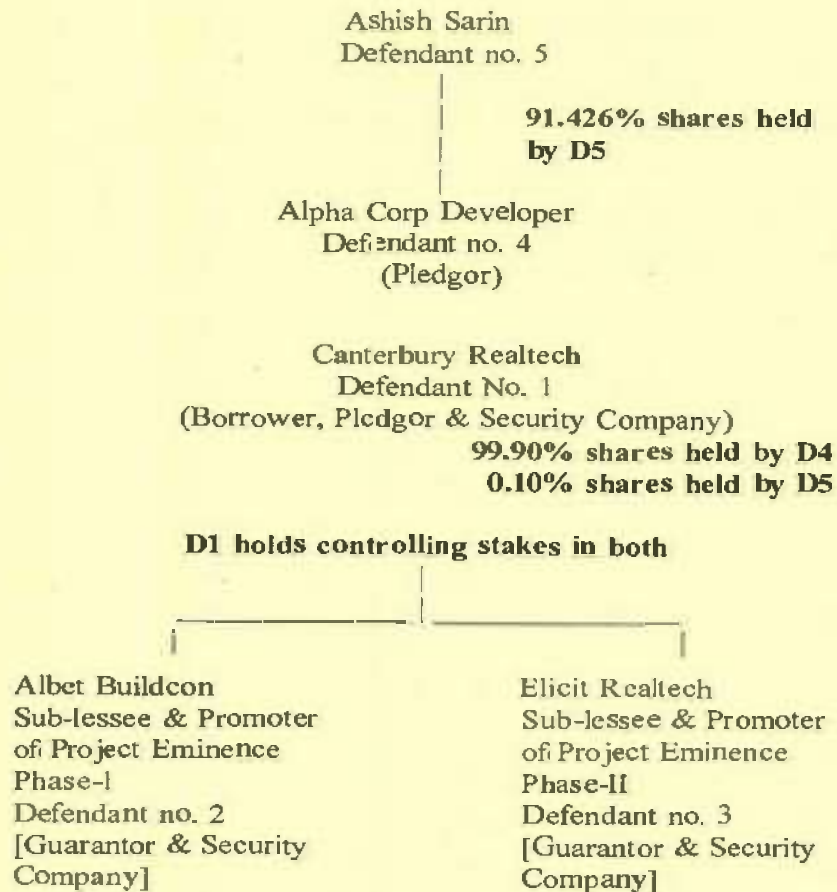 Ashish Sarin
Defendant no. 5
91.426% shares held
by D5
Alpha Corp Developer
Defendant no. 4
(Pledgor)
Canterbury Realtech
Defendant No. 1
(Borrower, Pledgor & Security Company)
99.90% shares held by D4
0.10% shares held by D5
D1 holds controlling stakes in both
Albet Buildcon
Sub-lessee & Promoter
of Project Eminence
Phase-I
Defendant no. 2
[Guarantor & Security
Company]
Elicit Realtech
Sub-lessee & Promoter
of Project Eminence
Phase-II
Defendant no. 3
[Guarantor & Security
Company]